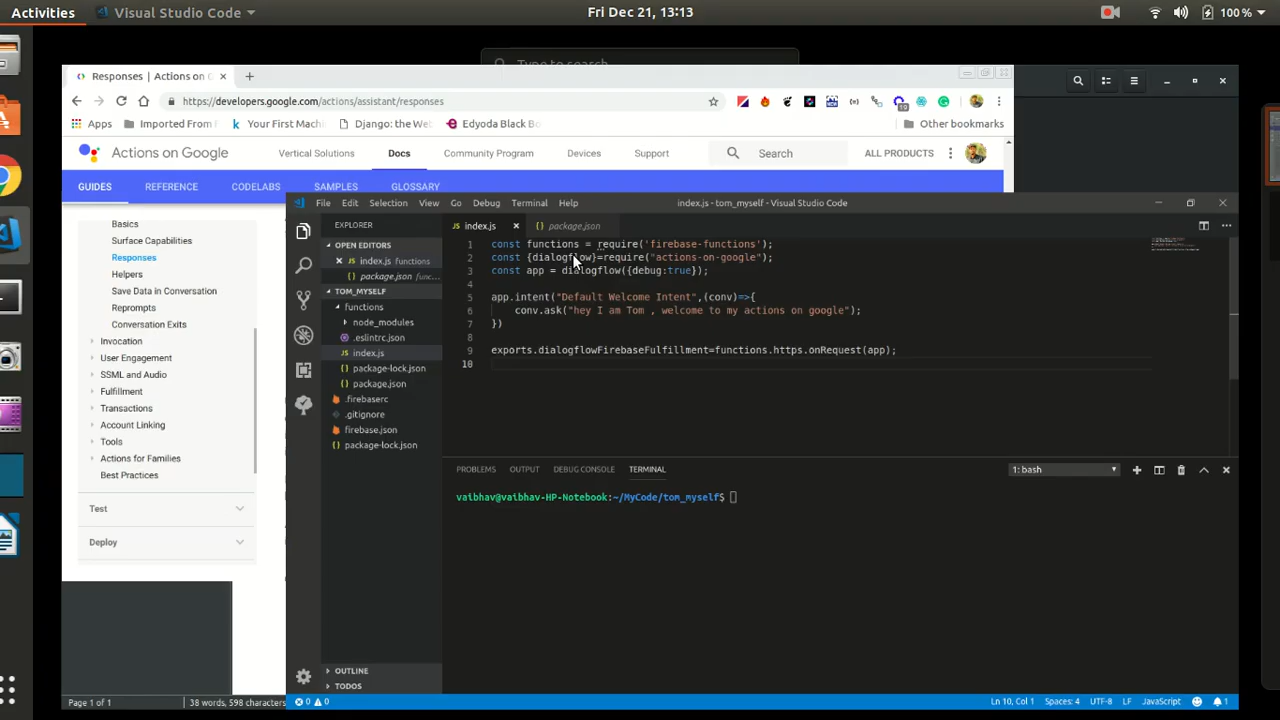 Activities
Visual Studio Code
Fri Dec 21, 13:13
100 %
Type to search
Responses | Actions on G
https://developers.google.com/actions/assistant/responses
Apps
Imported From
Your First Machi
Django: the We
Edyoda Black Bo
Other bookmarks
Actions on Google
Vertical Solutions
Docs
Community Program
Devices
Support
Search
ALL PRODUCTS
GUIDES
REFERENCE
CODELABS
SAMPLES
GLOSSARY
Basics
Surface Capabilities
Responses
Helpers
Save Data in Conversation
Reprompts
Conversation Exits
Invocation
User Engagement
SSML and Audio
Fulfillment
Transactions
Account Linking
Tools
Actions for Families
Best Practices
Test
Deploy
Page 1 of 1
38 words, 598 characters
File Edit Selection View Go Debug Terminal Help
index.js - tom_myself - Visual Studio Code
EXPLORER
OPEN EDITORS
index.js functions
package.json func...
TOM_MYSELF
functions
node_modules
.eslintrc.json
index.js
package-lock.json
package.json
.firebaserc
.gitignore
firebase.json
package-lock.json
OUTLINE
TODOS
index.js
package.json
1 const functions = require('firebase-functions');
2 const {dialogflow}=require("actions-on-google");
3 const app = dialogflow({debug:true});
4
5 app.intent("Default Welcome Intent",(conv)=>{
6 conv.ask("hey I am Tom , welcome to my actions on google");
7 })
8
9 exports.dialogflowFirebaseFulfillment=functions.https.onRequest(app);
10
PROBLEMS
OUTPUT
DEBUG CONSOLE
TERMINAL
1: bash
vaibhav@vaibhav-HP-Notebook:~/MyCode/tom_myself$
0 0
Ln 10, Col 1
Spaces: 4
UTF-8
LF
JavaScript
1